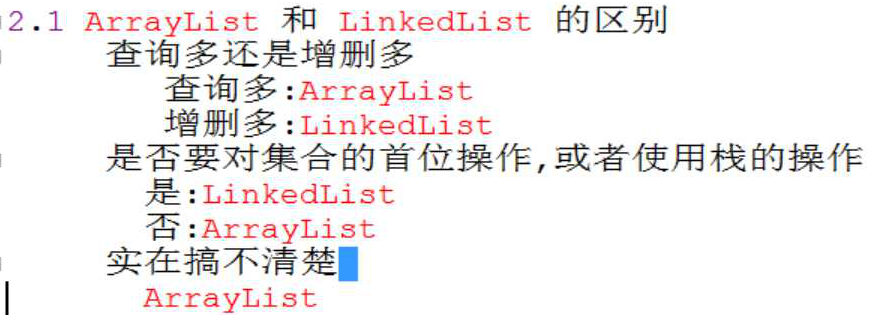 2.1 ArrayList 和 LinkedList 的区别
查询多还是增删多
查询多:ArrayList
增删多:LinkedList
是否要对集合的首位操作,或者使用栈的操作
是:LinkedList
否:ArrayList
实在搞不清楚
ArrayList